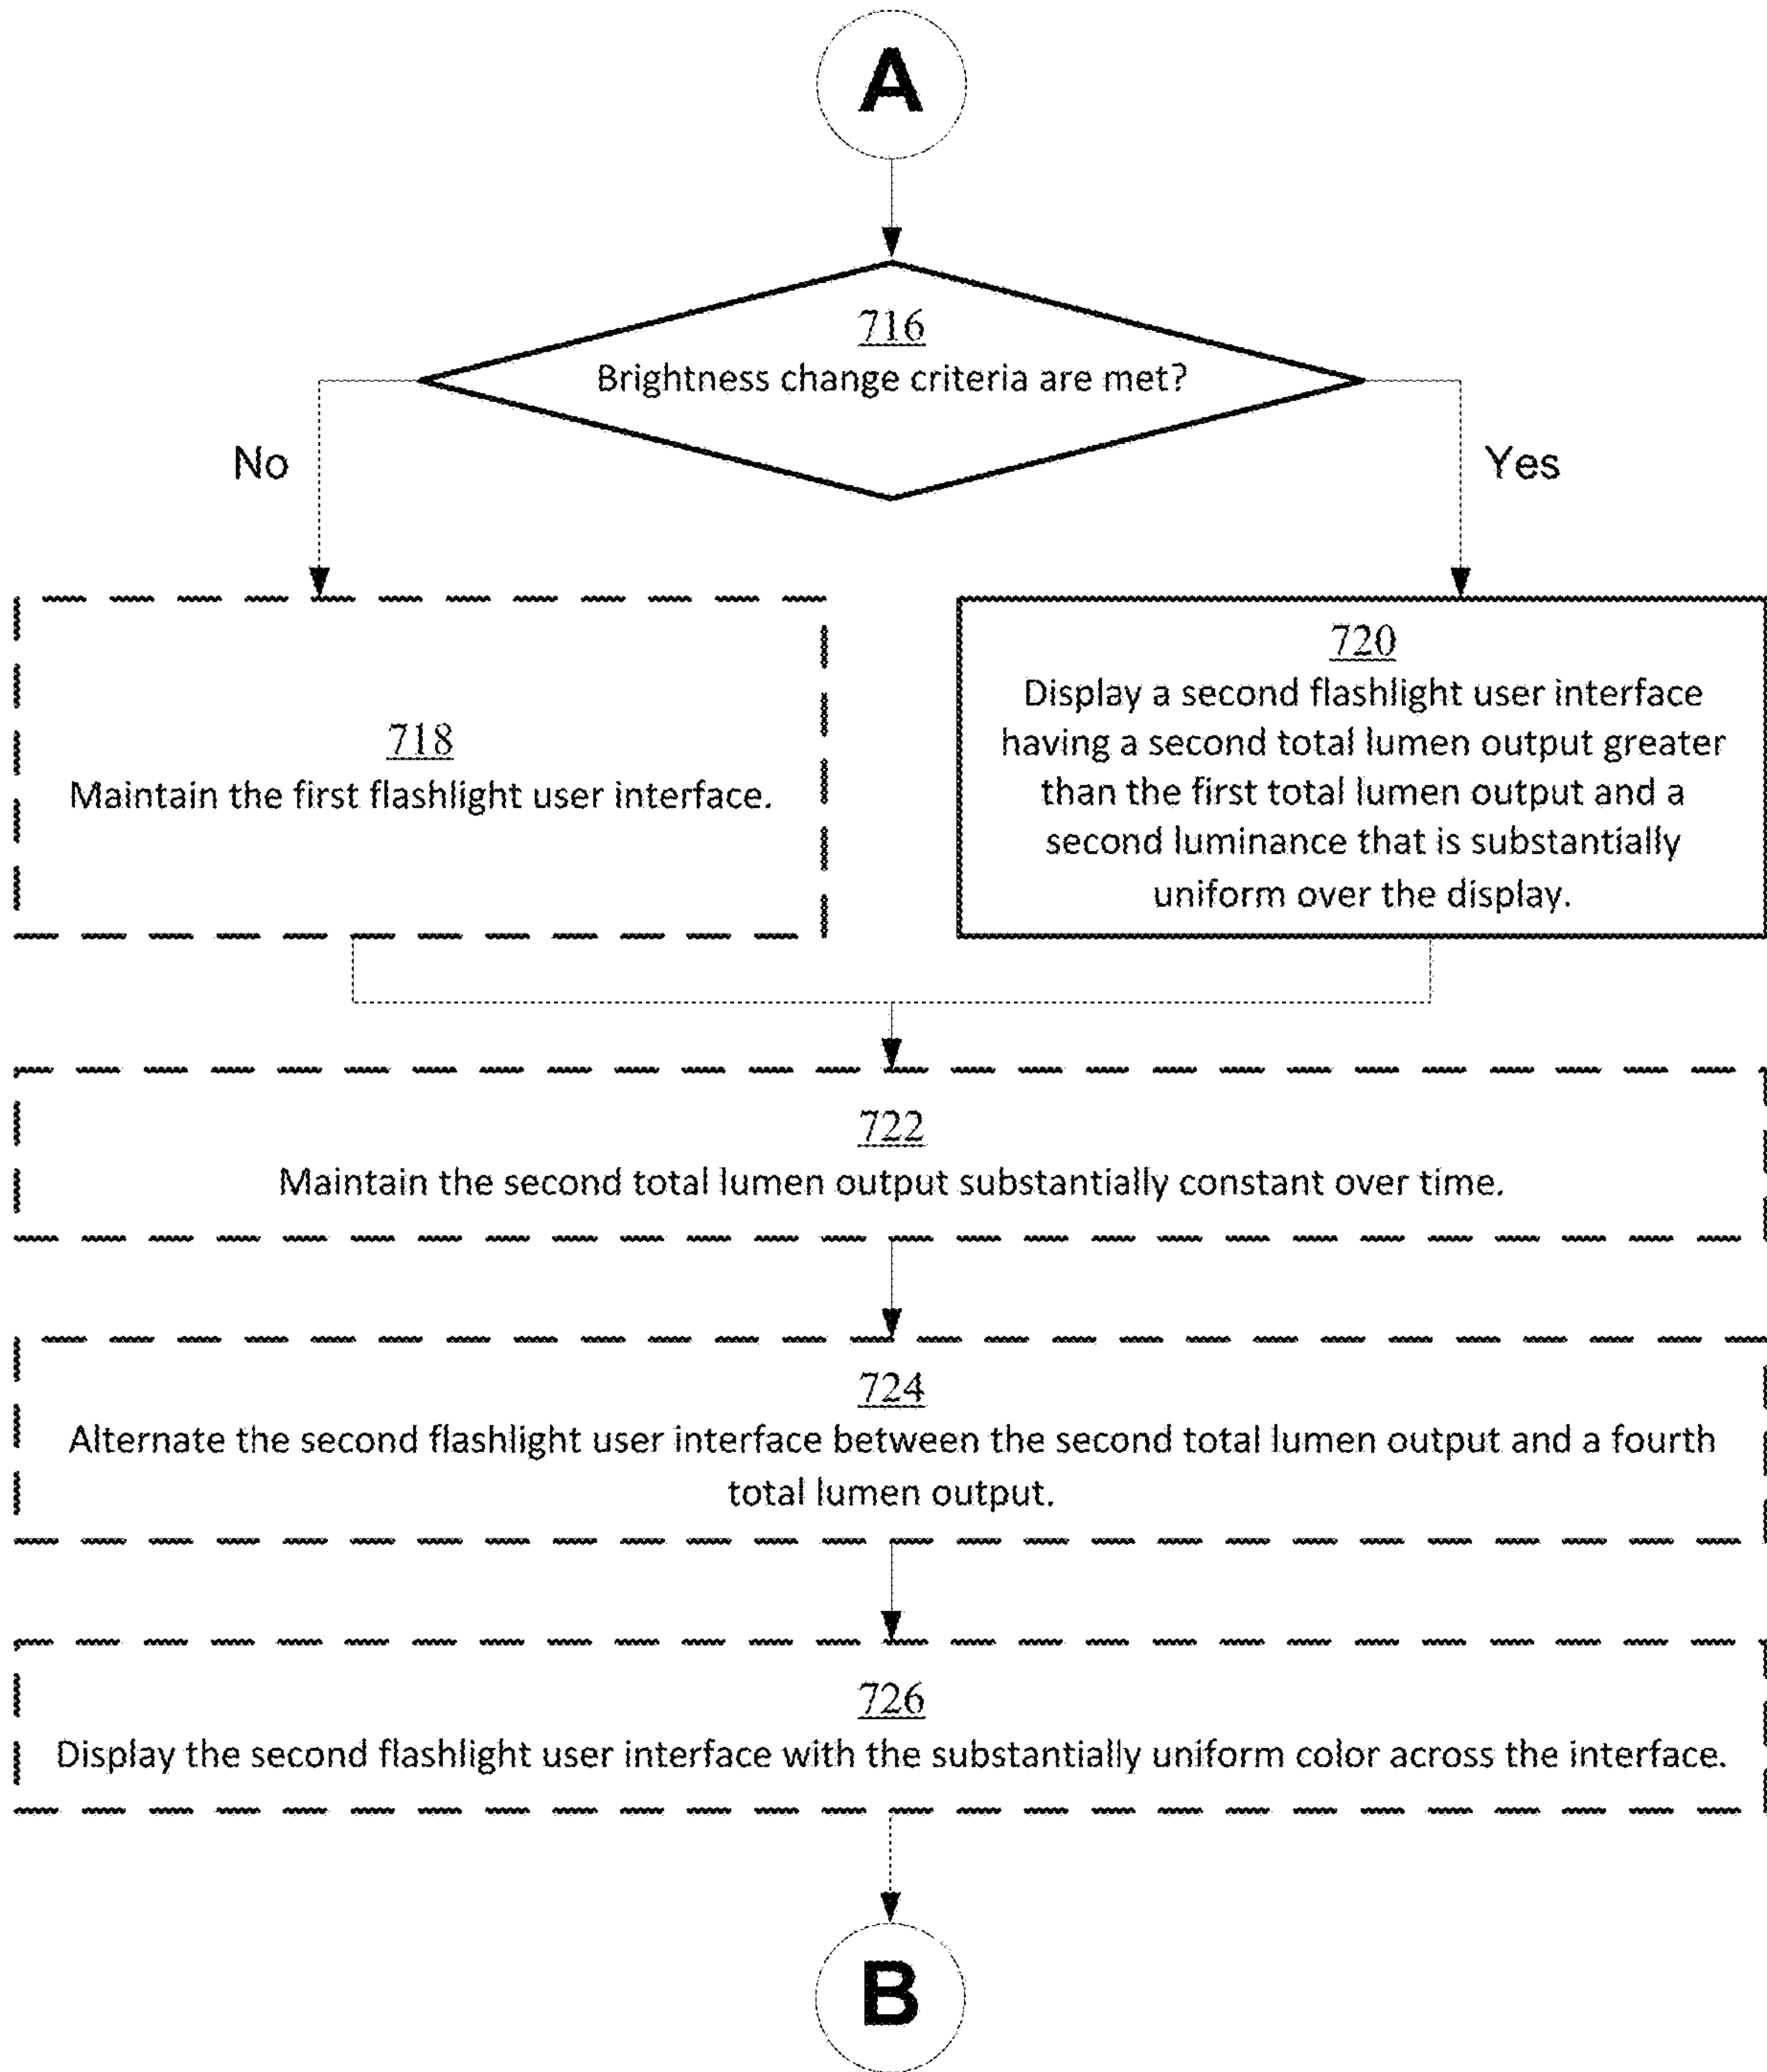 A
716
Brightness change criteria are met?
No
Yes
718
Maintain the first flashlight user interface.
720
Display a second flashlight user interface
having a second total lumen output greater
than the first total lumen output and a
second luminance that is substantially
uniform over the display.
722
Maintain the second total lumen output substantially constant over time.
724
Alternate the second flashlight user interface between the second total lumen output and a fourth
total lumen output.
726
Display the second flashlight user interface with the substantially uniform color across the interface.
B